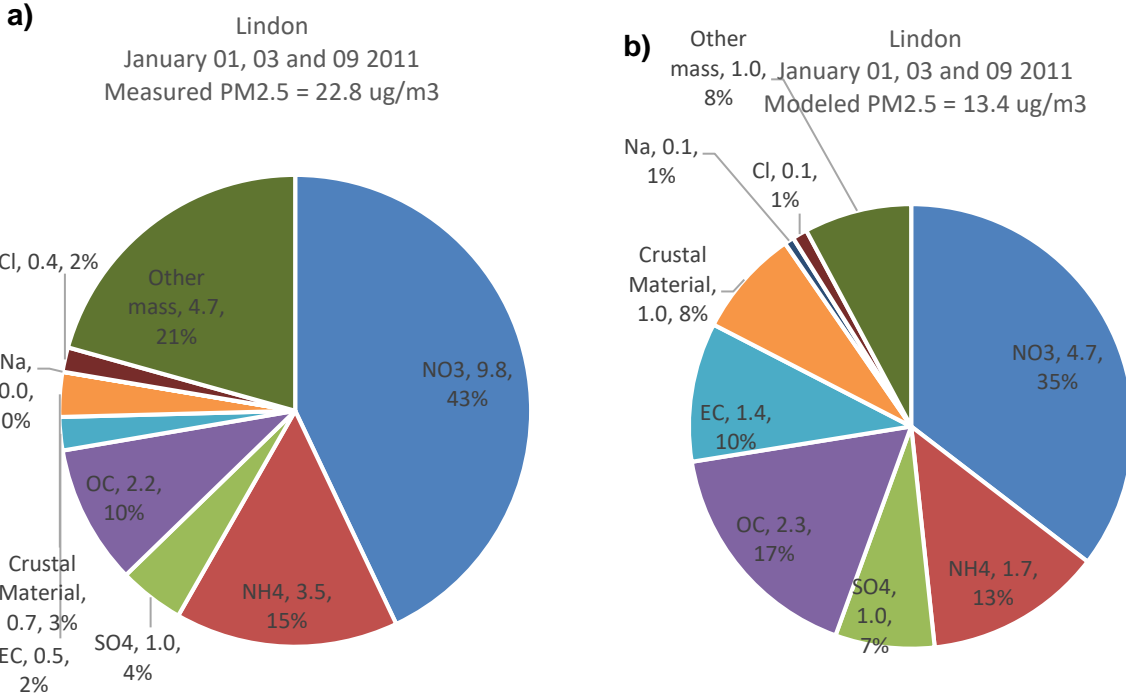 a)
Lindon
January 01, 03 and 09 2011
Measured PM2.5 = 22.8 ug/m3
Cl, 0.4, 2%
Other
mass, 4.7,
21%
Na,
0.0,
0%
NO3, 9.8,
43%
OC, 2.2,
10%
Crustal
Material,
0.7, 3%
EC, 0.5,
2%
SO4, 1.0,
4%
NH4, 3.5,
15%
b)
Other
mass, 1.0,
8%
Lindon
January 01, 03 and 09 2011
Modeled PM2.5 = 13.4 ug/m3
Na, 0.1,
1%
Cl, 0.1,
1%
Crustal
Material,
1.0, 8%
NO3, 4.7,
35%
EC, 1.4,
10%
OC, 2.3,
17%
SO4,
1.0,
7%
NH4, 1.7,
13%